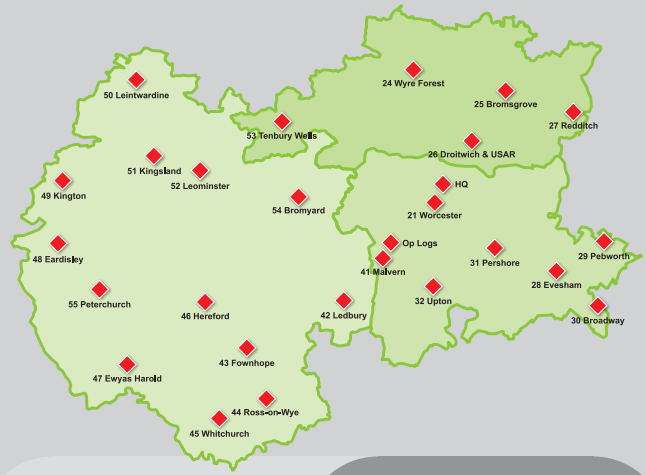 24 Wyre Forest
50 Leintwardine
25 Bromsgrove
27 Redditch
53 Tenbury Wells
26 Droitwich & USAR
51 Kingsland
52 Leominster
HQ
49 Kington
21 Worcester
54 Bromyard
Op Logs
48 Eardisley
31 Pershore
29 Pebworth
41 Malvern
28 Evesham
55 Peterchurch
32 Upton
46 Hereford
42 Ledbury
30 Broadway
43 Fownhope
47 Ewyas Harold
44 Ross-on-Wye
45 Whitchurch